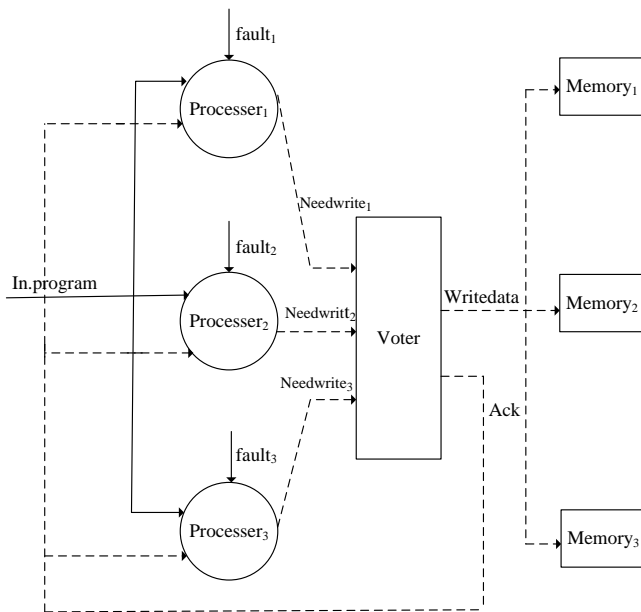 fault₁
Processer₁
Memory₁
Needwrite₁
fault₂
In.program
Processer₂
Needwritt₂
Voter
Writedata
Memory₂
Needwrite₃
Ack
fault₃
Processer₃
Memory₃